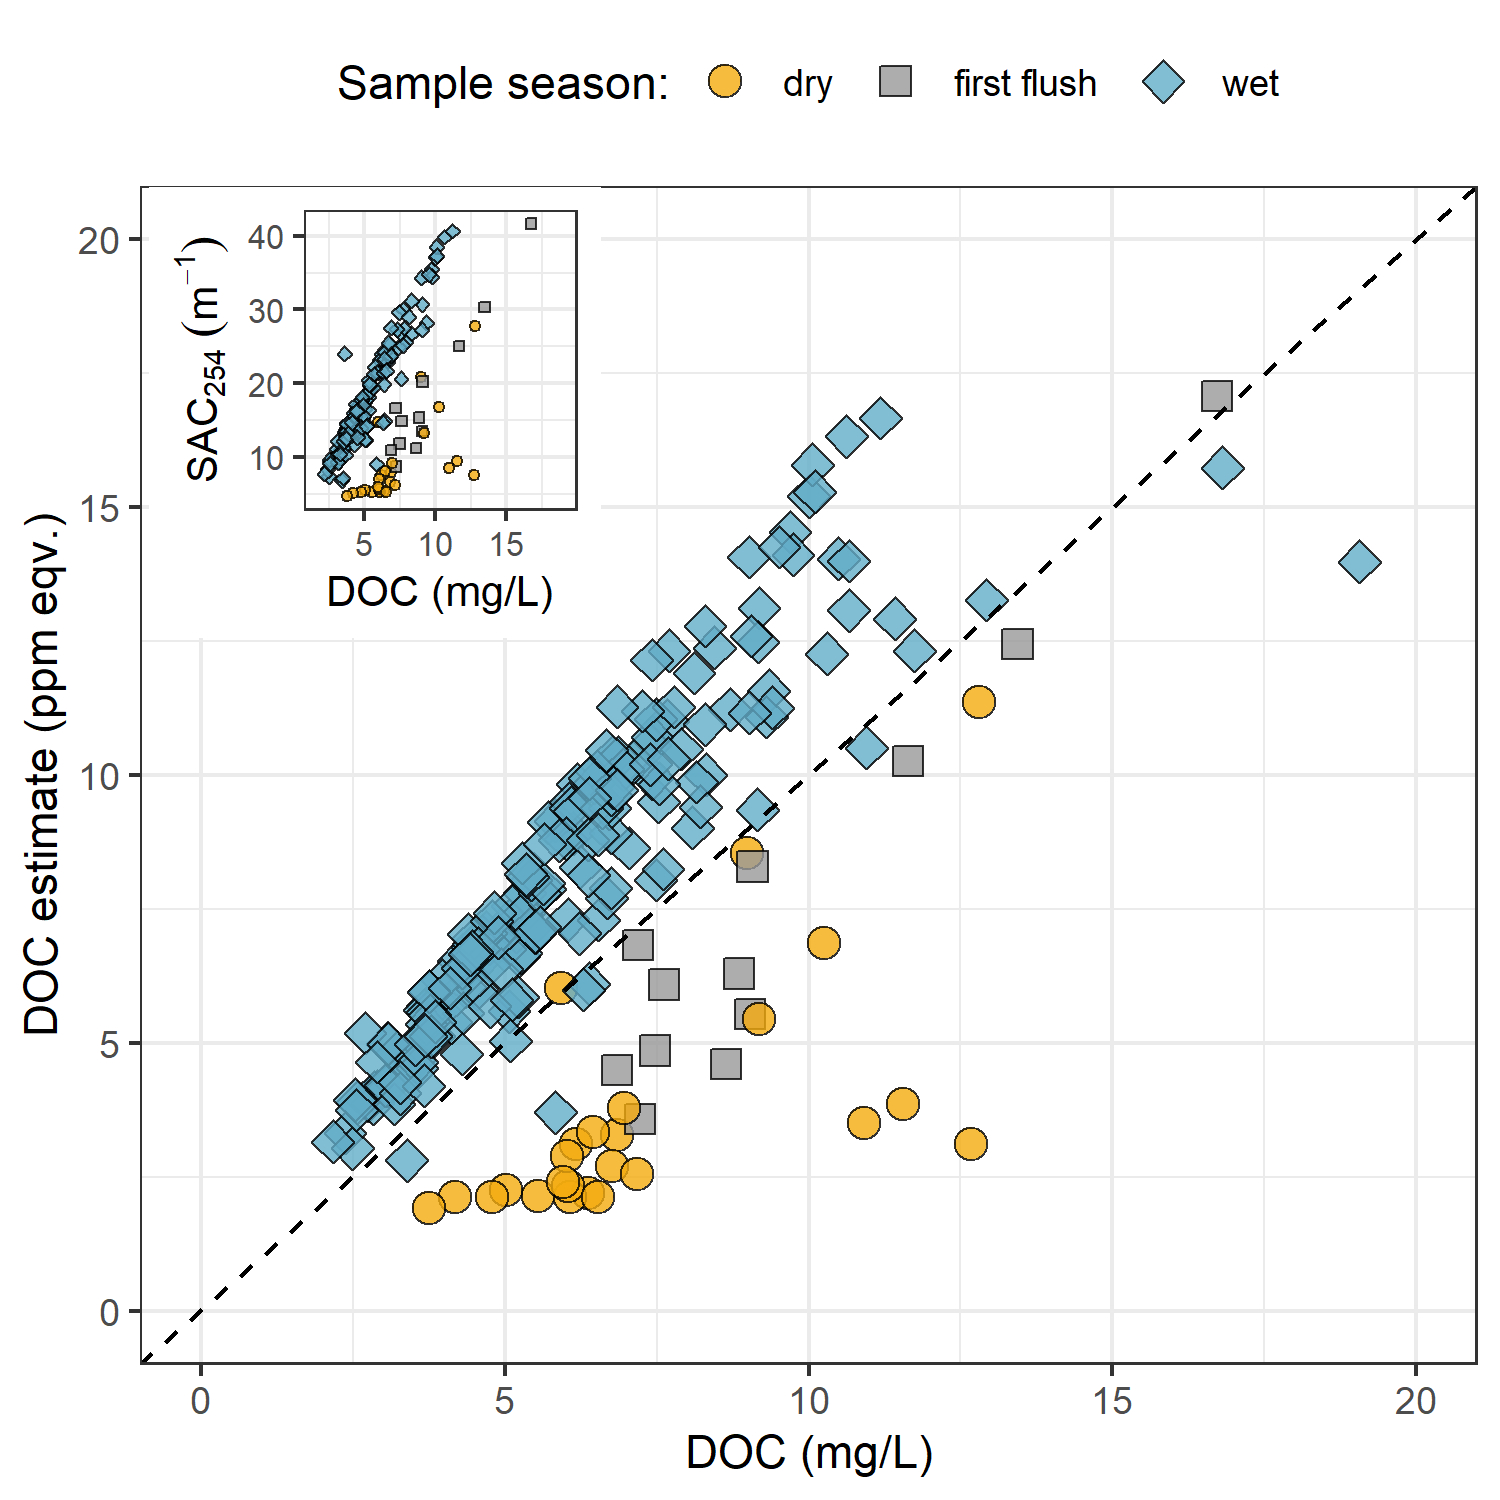 Sample season: dry first flush wet
20
15
10
5
0
DOC estimate (ppm eqv.)
0 5 10 15 20
DOC (mg/L)
40
30
20
10
SAC₂₅₄ (m⁻¹)
5 10 15
DOC (mg/L)